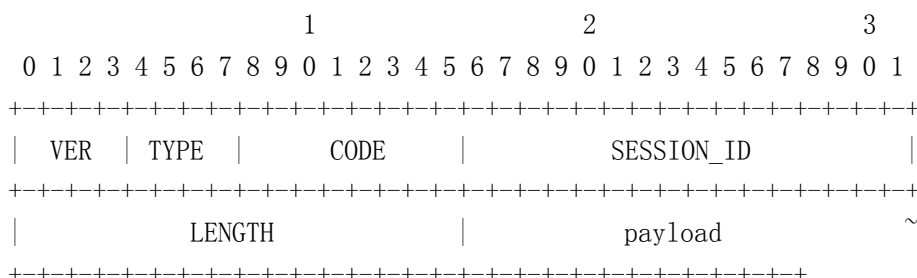 1 2 3
0 1 2 3 4 5 6 7 8 9 0 1 2 3 4 5 6 7 8 9 0 1 2 3 4 5 6 7 8 9 0 1
+-+-+-+-+-+-+-+-+-+-+-+-+-+-+-+-+-+-+-+-+-+-+-+-+-+-+-+-+-+-+-+-+
| VER | TYPE | CODE | SESSION_ID |
+-+-+-+-+-+-+-+-+-+-+-+-+-+-+-+-+-+-+-+-+-+-+-+-+-+-+-+-+-+-+-+-+
| LENGTH | payload ~
+-+-+-+-+-+-+-+-+-+-+-+-+-+-+-+-+-+-+-+-+-+-+-+-+-+-+-+-+